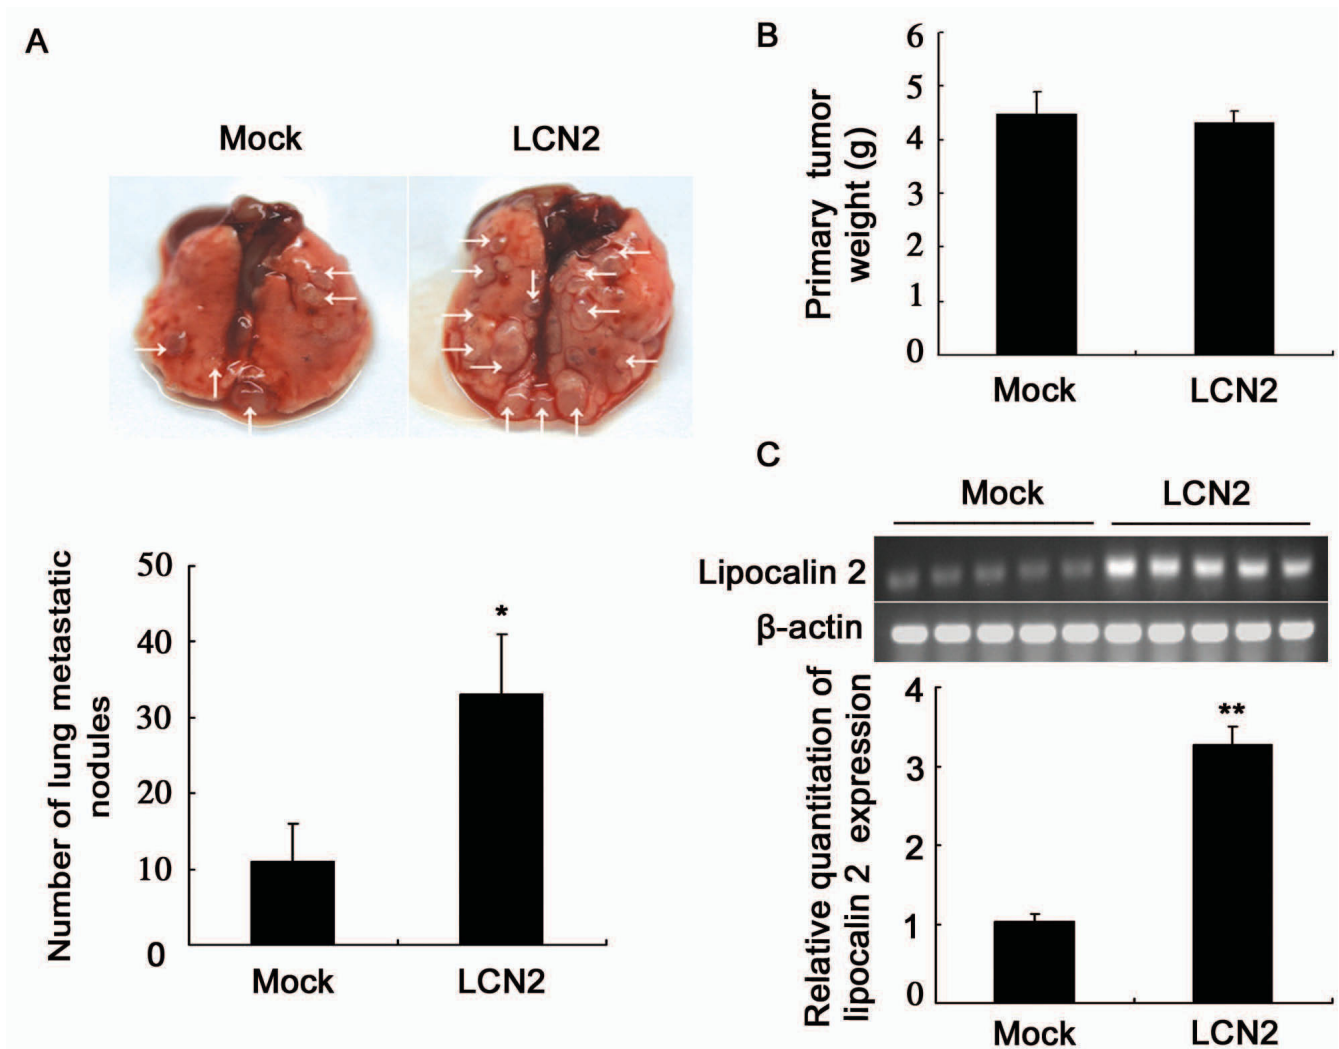 A
Mock
LCN2
Number of lung metastatic
nodules
50
40
30
20
10
0
*
Mock
LCN2
B
Primary tumor
weight (g)
6
5
4
3
2
1
0
Mock
LCN2
C
Mock
LCN2
Lipocalin 2
β-actin
Relative quantitation of
lipocalin 2 expression
4
3
2
1
0
**
Mock
LCN2